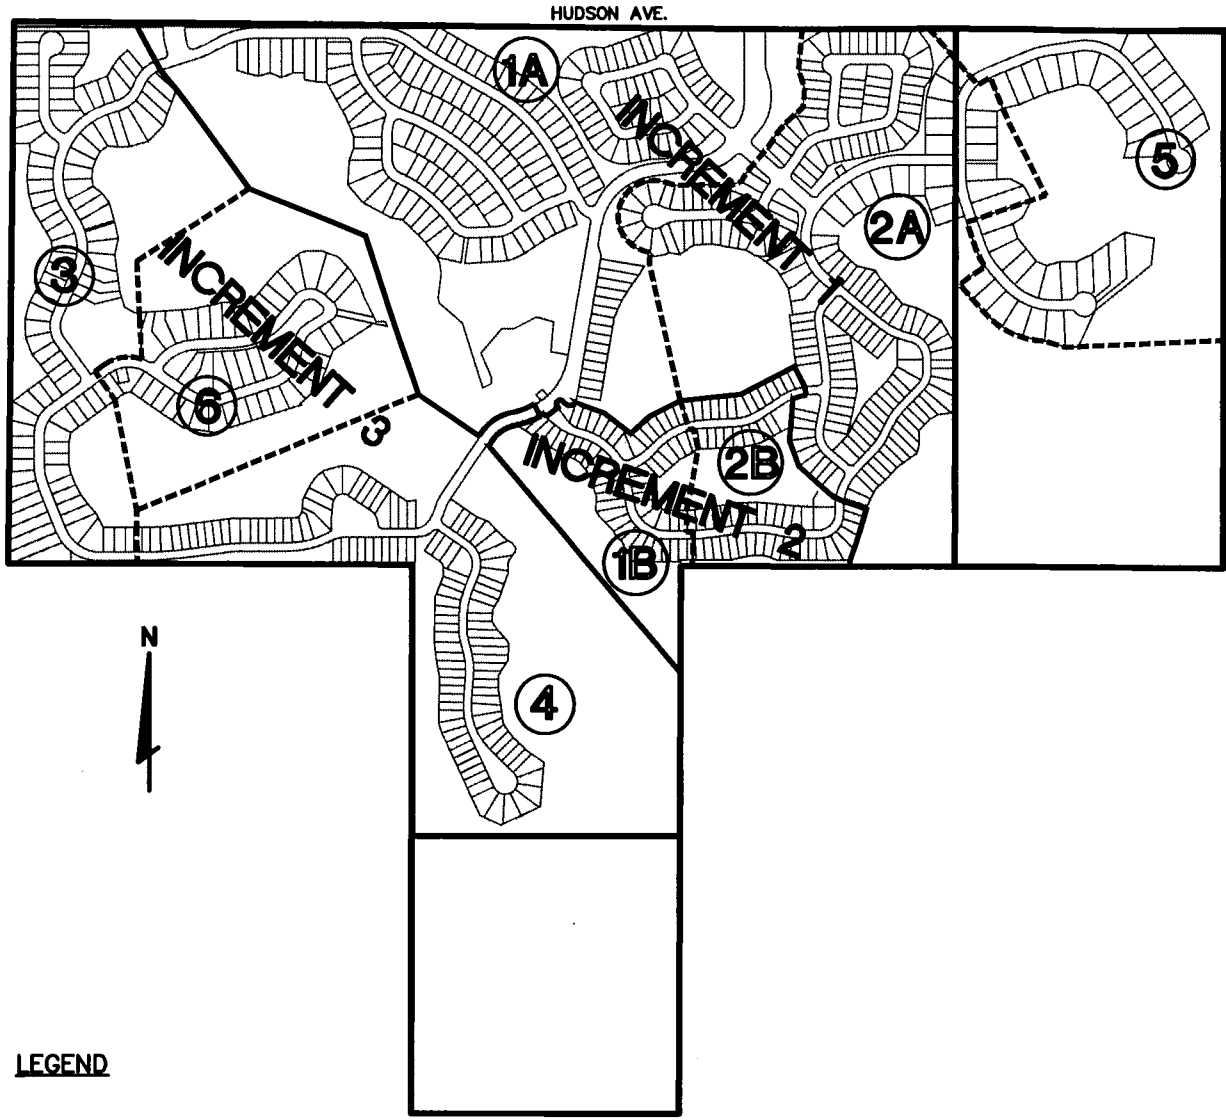 HUDSON AVE.
1A
INCREMENT
5
2A
3
INCREMENT 3
6
INCREMENT 2
2B
1B
N
4
LEGEND